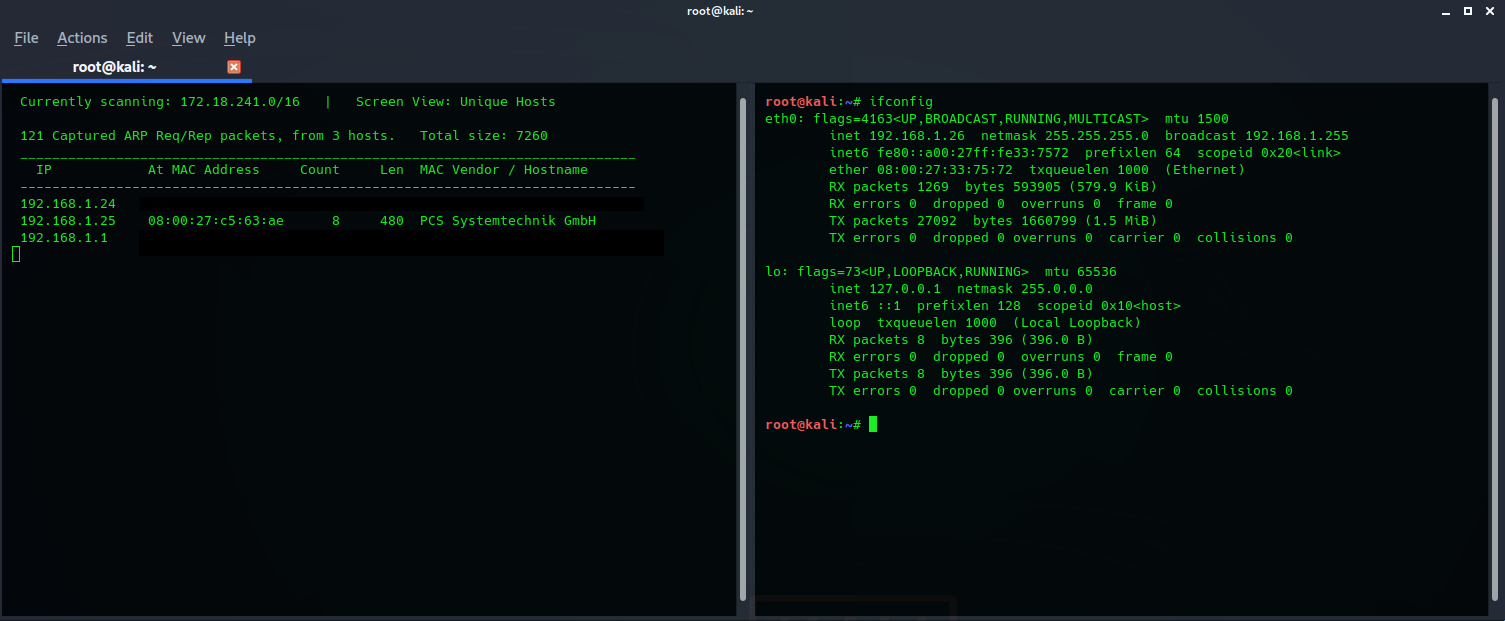 root@kali: ~
File Actions Edit View Help
root@kali: ~
Currently scanning: 172.18.241.0/16   |   Screen View: Unique Hosts
121 Captured ARP Req/Rep packets, from 3 hosts.   Total size: 7260
_____________________________________________________________________________
  IP            At MAC Address     Count     Len  MAC Vendor / Hostname
-----------------------------------------------------------------------------
192.168.1.24
192.168.1.25    08:00:27:c5:63:ae      8     480  PCS Systemtechnik GmbH
192.168.1.1
root@kali:~# ifconfig
eth0: flags=4163<UP,BROADCAST,RUNNING,MULTICAST>  mtu 1500
        inet 192.168.1.26  netmask 255.255.255.0  broadcast 192.168.1.255
        inet6 fe80::a00:27ff:fe33:7572  prefixlen 64  scopeid 0x20<link>
        ether 08:00:27:33:75:72  txqueuelen 1000  (Ethernet)
        RX packets 1269  bytes 593905 (579.9 KiB)
        RX errors 0  dropped 0  overruns 0  frame 0
        TX packets 27092  bytes 1660799 (1.5 MiB)
        TX errors 0  dropped 0 overruns 0  carrier 0  collisions 0
lo: flags=73<UP,LOOPBACK,RUNNING>  mtu 65536
        inet 127.0.0.1  netmask 255.0.0.0
        inet6 ::1  prefixlen 128  scopeid 0x10<host>
        loop  txqueuelen 1000  (Local Loopback)
        RX packets 8  bytes 396 (396.0 B)
        RX errors 0  dropped 0  overruns 0  frame 0
        TX packets 8  bytes 396 (396.0 B)
        TX errors 0  dropped 0 overruns 0  carrier 0  collisions 0
root@kali:~#